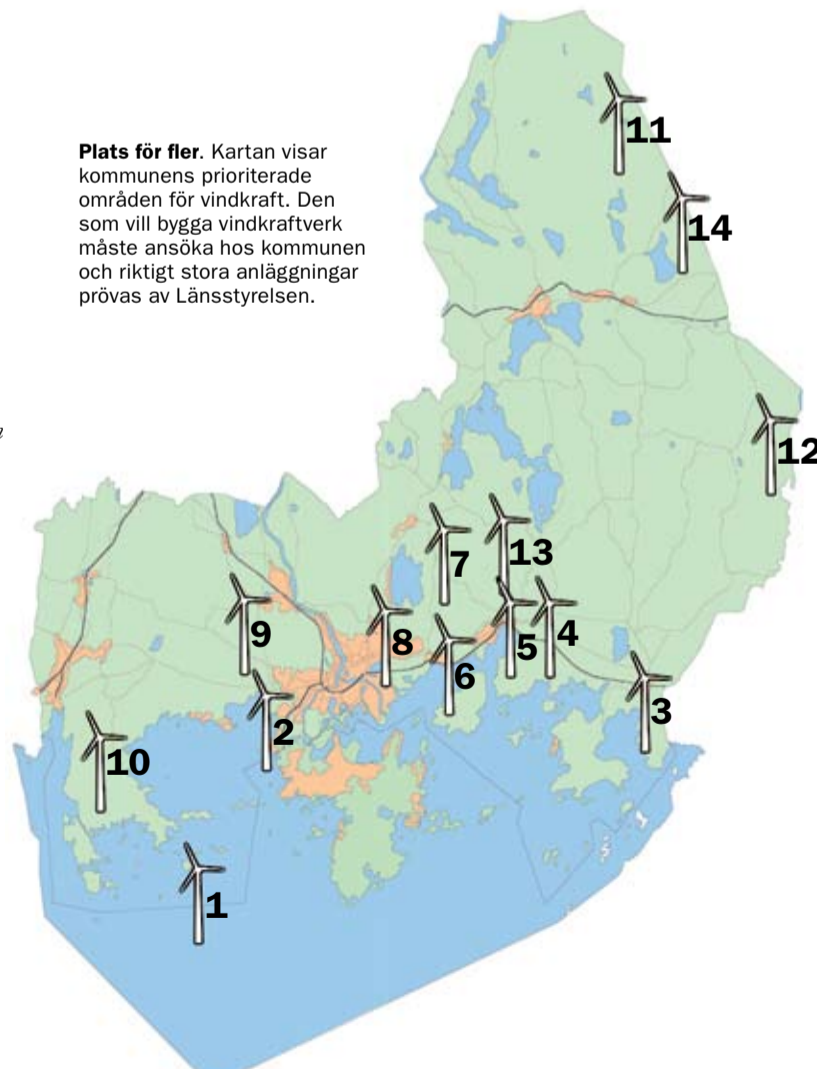 Plats för fler. Kartan visar
kommunens prioriterade
områden för vindkraft. Den
som vill bygga vindkraftverk
måste ansöka hos kommunen
och riktigt stora anläggningar
prövas av Länsstyrelsen.
11
14
12
13
7
9
8
5
4
6
3
2
10
1